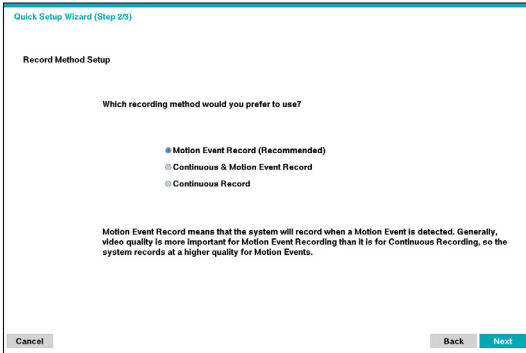 Quick Setup Wizard (Step 2/3)
Record Method Setup
Which recording method would you prefer to use?
Motion Event Record (Recommended)
Continuous & Motion Event Record
Continuous Record
Motion Event Record means that the system will record when a Motion Event is detected. Generally,
video quality is more important for Motion Event Recording than it is for Continuous Recording, so the
system records at a higher quality for Motion Events.
Cancel
Back
Next